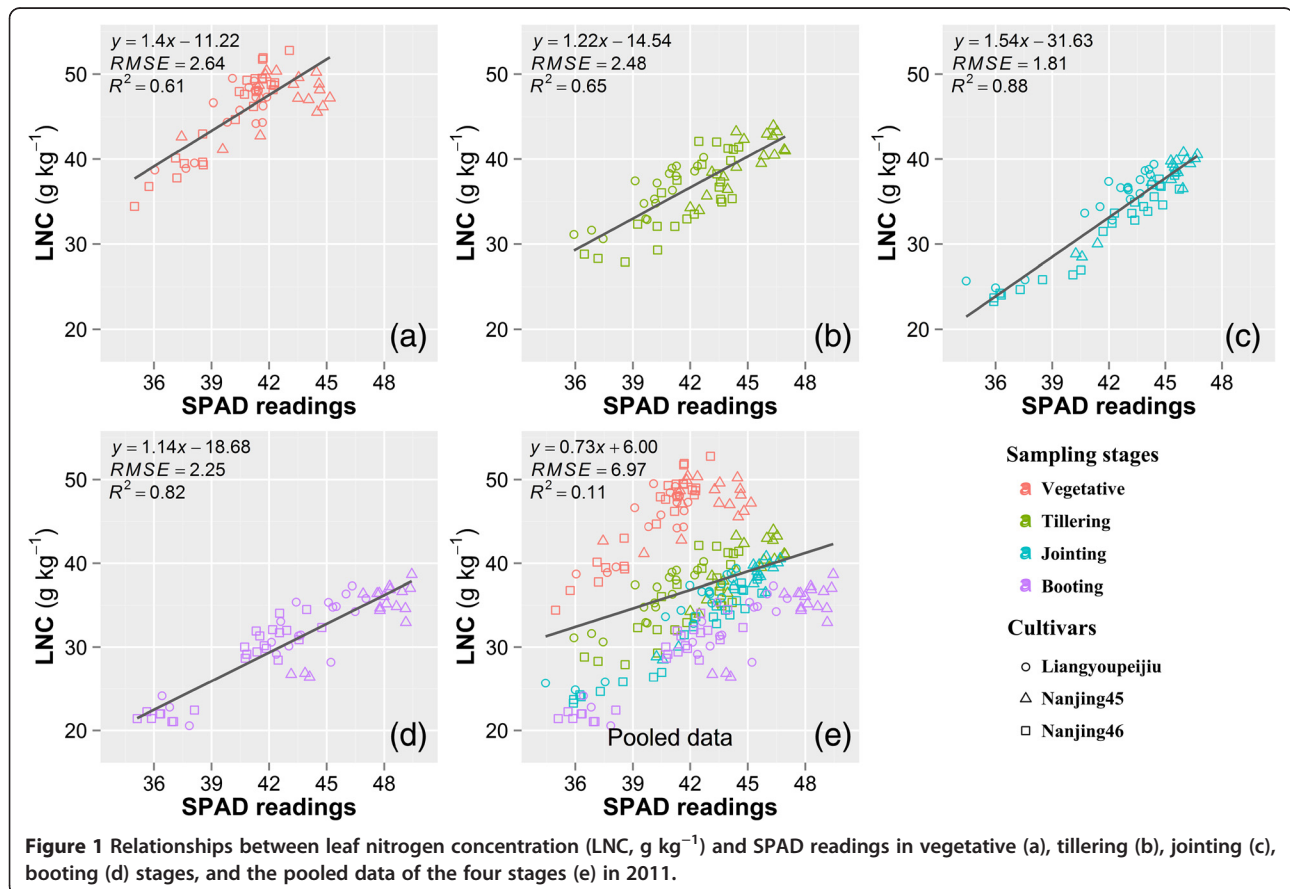 y = 1.4x − 11.22
RMSE = 2.64
R² = 0.61
LNC (g kg⁻¹)
50
40
30
20
(a)
36 39 42 45 48
SPAD readings
y = 1.22x − 14.54
RMSE = 2.48
R² = 0.65
LNC (g kg⁻¹)
50
40
30
20
(b)
36 39 42 45 48
SPAD readings
y = 1.54x − 31.63
RMSE = 1.81
R² = 0.88
LNC (g kg⁻¹)
50
40
30
20
(c)
36 39 42 45 48
SPAD readings
y = 1.14x − 18.68
RMSE = 2.25
R² = 0.82
LNC (g kg⁻¹)
50
40
30
20
(d)
36 39 42 45 48
SPAD readings
y = 0.73x + 6.00
RMSE = 6.97
R² = 0.11
LNC (g kg⁻¹)
50
40
30
20
Pooled data (e)
36 39 42 45 48
SPAD readings
Sampling stages
a Vegetative
a Tillering
a Jointing
a Booting
Cultivars
Liangyoupeijiu
Nanjing45
Nanjing46
Figure 1 Relationships between leaf nitrogen concentration (LNC, g kg⁻¹) and SPAD readings in vegetative (a), tillering (b), jointing (c),
booting (d) stages, and the pooled data of the four stages (e) in 2011.